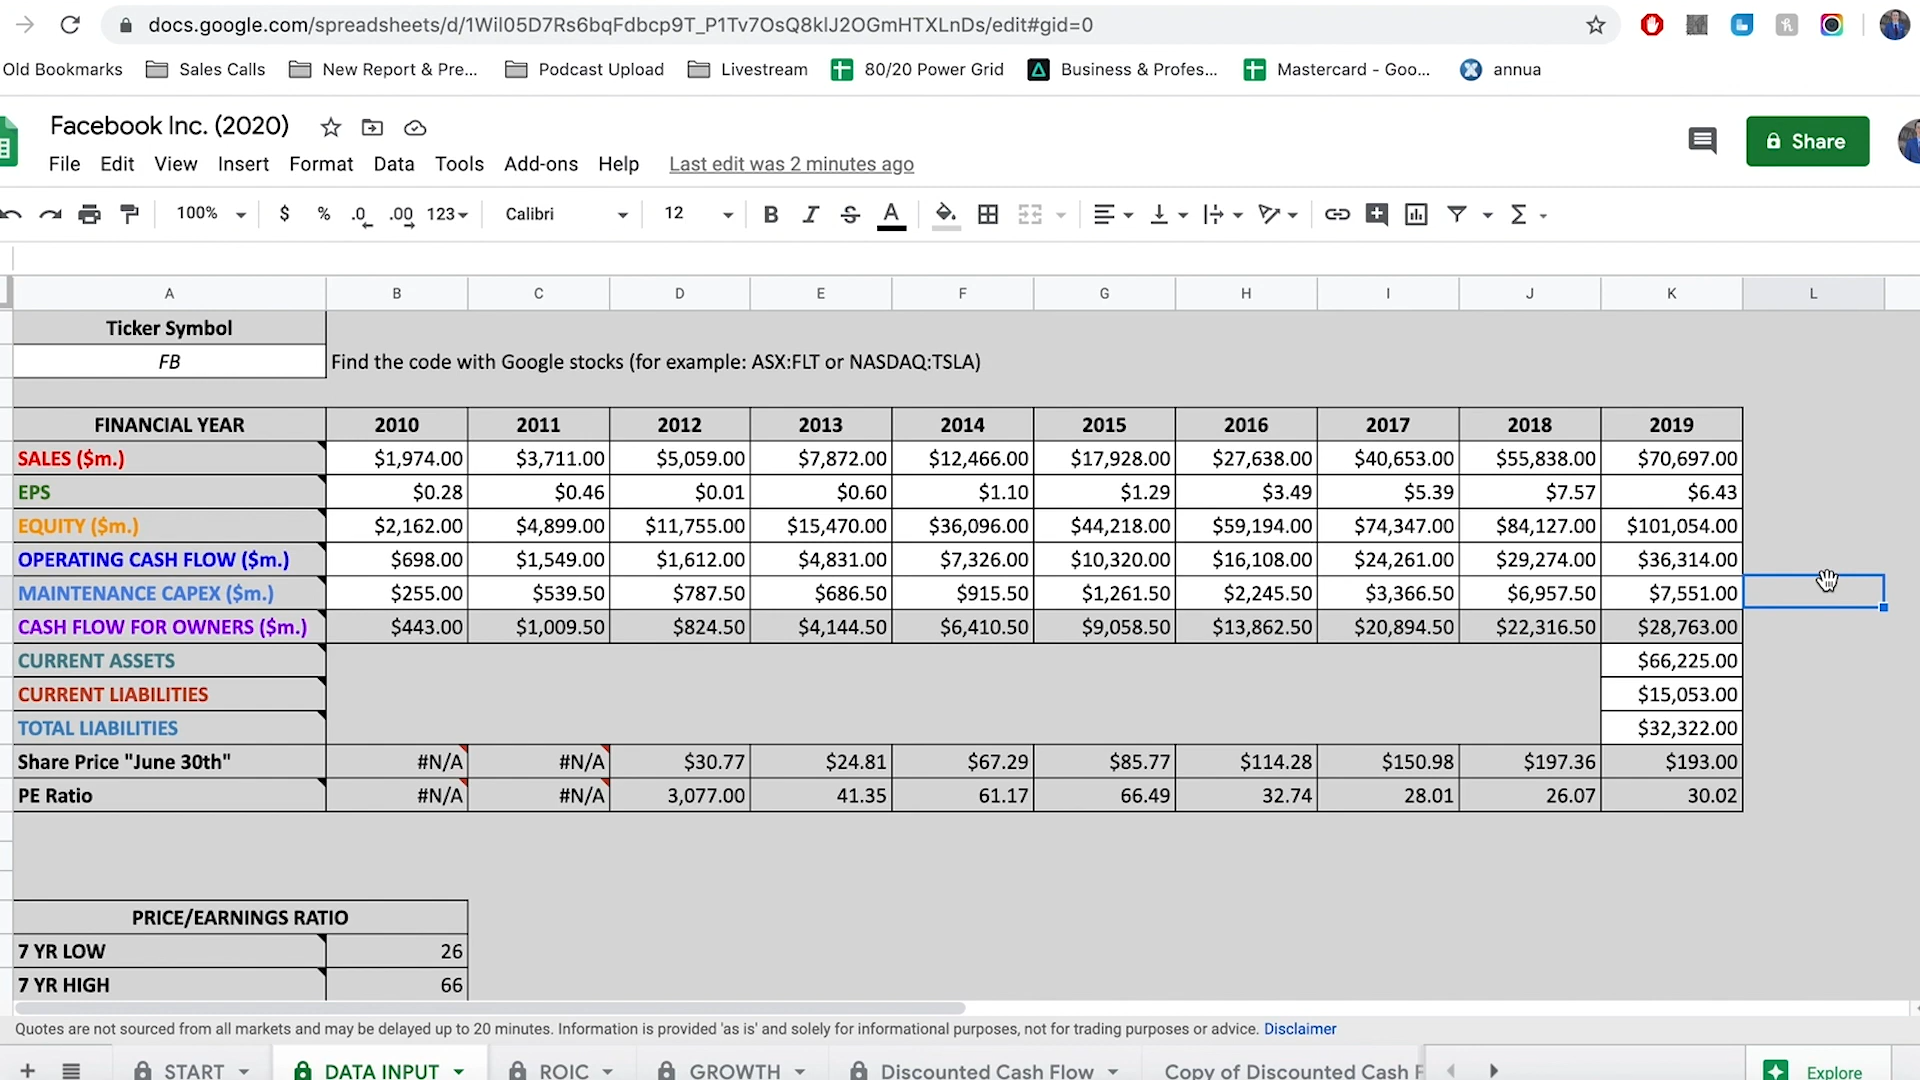 docs.google.com/spreadsheets/d/1Wil05D7Rs6bqFdbcp9T_P1Tv7OsQ8klJ2OGmHTXLnDs/edit#gid=0
Old Bookmarks Sales Calls New Report & Pre... Podcast Upload Livestream 80/20 Power Grid Business & Profes... Mastercard - Goo... annua
Facebook Inc. (2020)
Share
File Edit View Insert Format Data Tools Add-ons Help Last edit was 2 minutes ago
100% $ % .0 .00 123 Calibri 12 B I S A Σ
A B C D E F G H I J K L
Ticker Symbol
FB Find the code with Google stocks (for example: ASX:FLT or NASDAQ:TSLA)
FINANCIAL YEAR 2010 2011 2012 2013 2014 2015 2016 2017 2018 2019
SALES ($m.) $1,974.00 $3,711.00 $5,059.00 $7,872.00 $12,466.00 $17,928.00 $27,638.00 $40,653.00 $55,838.00 $70,697.00
EPS $0.28 $0.46 $0.01 $0.60 $1.10 $1.29 $3.49 $5.39 $7.57 $6.43
EQUITY ($m.) $2,162.00 $4,899.00 $11,755.00 $15,470.00 $36,096.00 $44,218.00 $59,194.00 $74,347.00 $84,127.00 $101,054.00
OPERATING CASH FLOW ($m.) $698.00 $1,549.00 $1,612.00 $4,831.00 $7,326.00 $10,320.00 $16,108.00 $24,261.00 $29,274.00 $36,314.00
MAINTENANCE CAPEX ($m.) $255.00 $539.50 $787.50 $686.50 $915.50 $1,261.50 $2,245.50 $3,366.50 $6,957.50 $7,551.00
CASH FLOW FOR OWNERS ($m.) $443.00 $1,009.50 $824.50 $4,144.50 $6,410.50 $9,058.50 $13,862.50 $20,894.50 $22,316.50 $28,763.00
CURRENT ASSETS $66,225.00
CURRENT LIABILITIES $15,053.00
TOTAL LIABILITIES $32,322.00
Share Price "June 30th" #N/A #N/A $30.77 $24.81 $67.29 $85.77 $114.28 $150.98 $197.36 $193.00
PE Ratio #N/A #N/A 3,077.00 41.35 61.17 66.49 32.74 28.01 26.07 30.02
PRICE/EARNINGS RATIO
7 YR LOW 26
7 YR HIGH 66
Quotes are not sourced from all markets and may be delayed up to 20 minutes. Information is provided 'as is' and solely for informational purposes, not for trading purposes or advice. Disclaimer
START DATA INPUT ROIC GROWTH Discounted Cash Flow Copy of Discounted Cash F Explore